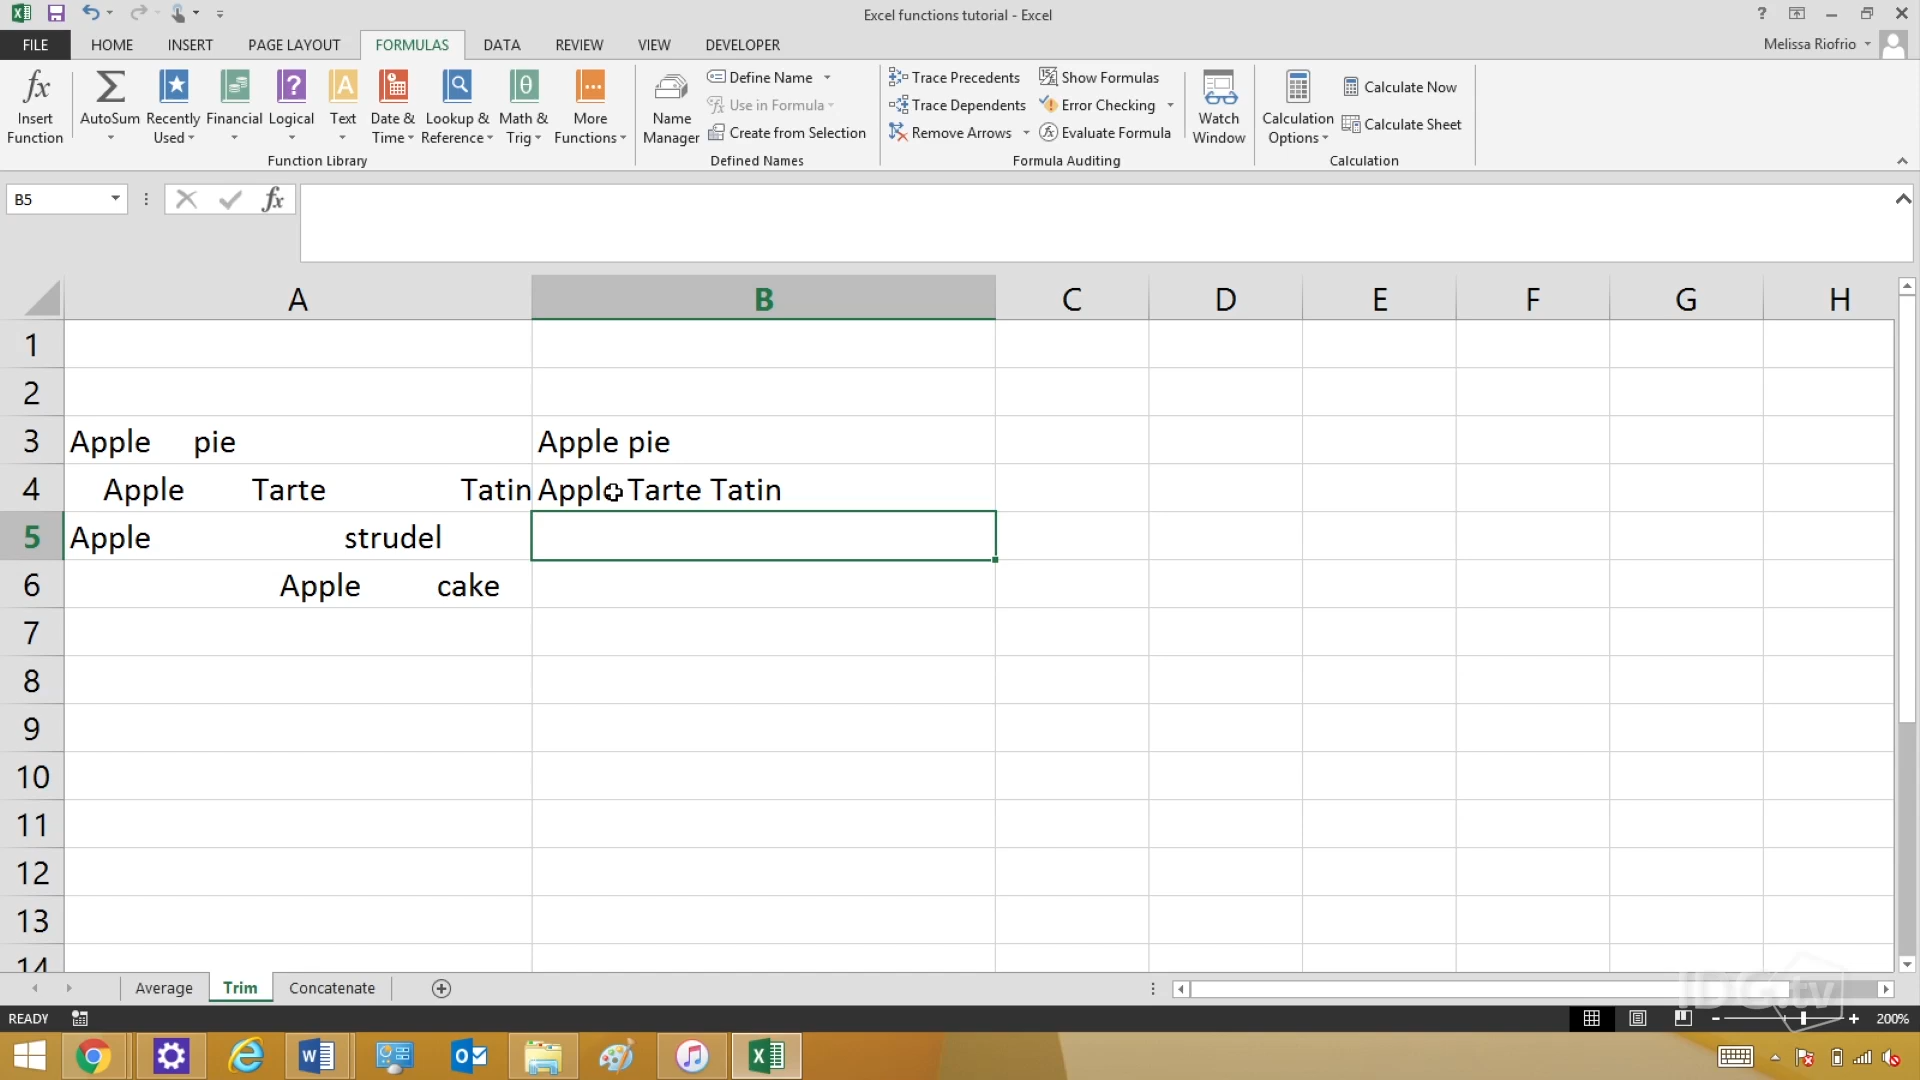 Excel functions tutorial - Excel
?
FILE HOME INSERT PAGE LAYOUT FORMULAS DATA REVIEW VIEW DEVELOPER
Melissa Riofrio
Insert Function
AutoSum
Recently Used
Financial
Logical
Text
Date & Time
Lookup & Reference
Math & Trig
More Functions
Function Library
Name Manager
Define Name
Use in Formula
Create from Selection
Defined Names
Trace Precedents
Trace Dependents
Remove Arrows
Show Formulas
Error Checking
Evaluate Formula
Watch Window
Formula Auditing
Calculation Options
Calculate Now
Calculate Sheet
Calculation
B5
fx
A B C D E F G H
1
2
3 Apple pie Apple pie
4 Apple Tarte Tatin Apple Tarte Tatin
5 Apple strudel
6 Apple cake
7
8
9
10
11
12
13
14
Average Trim Concatenate
IDG.tv
READY
200%